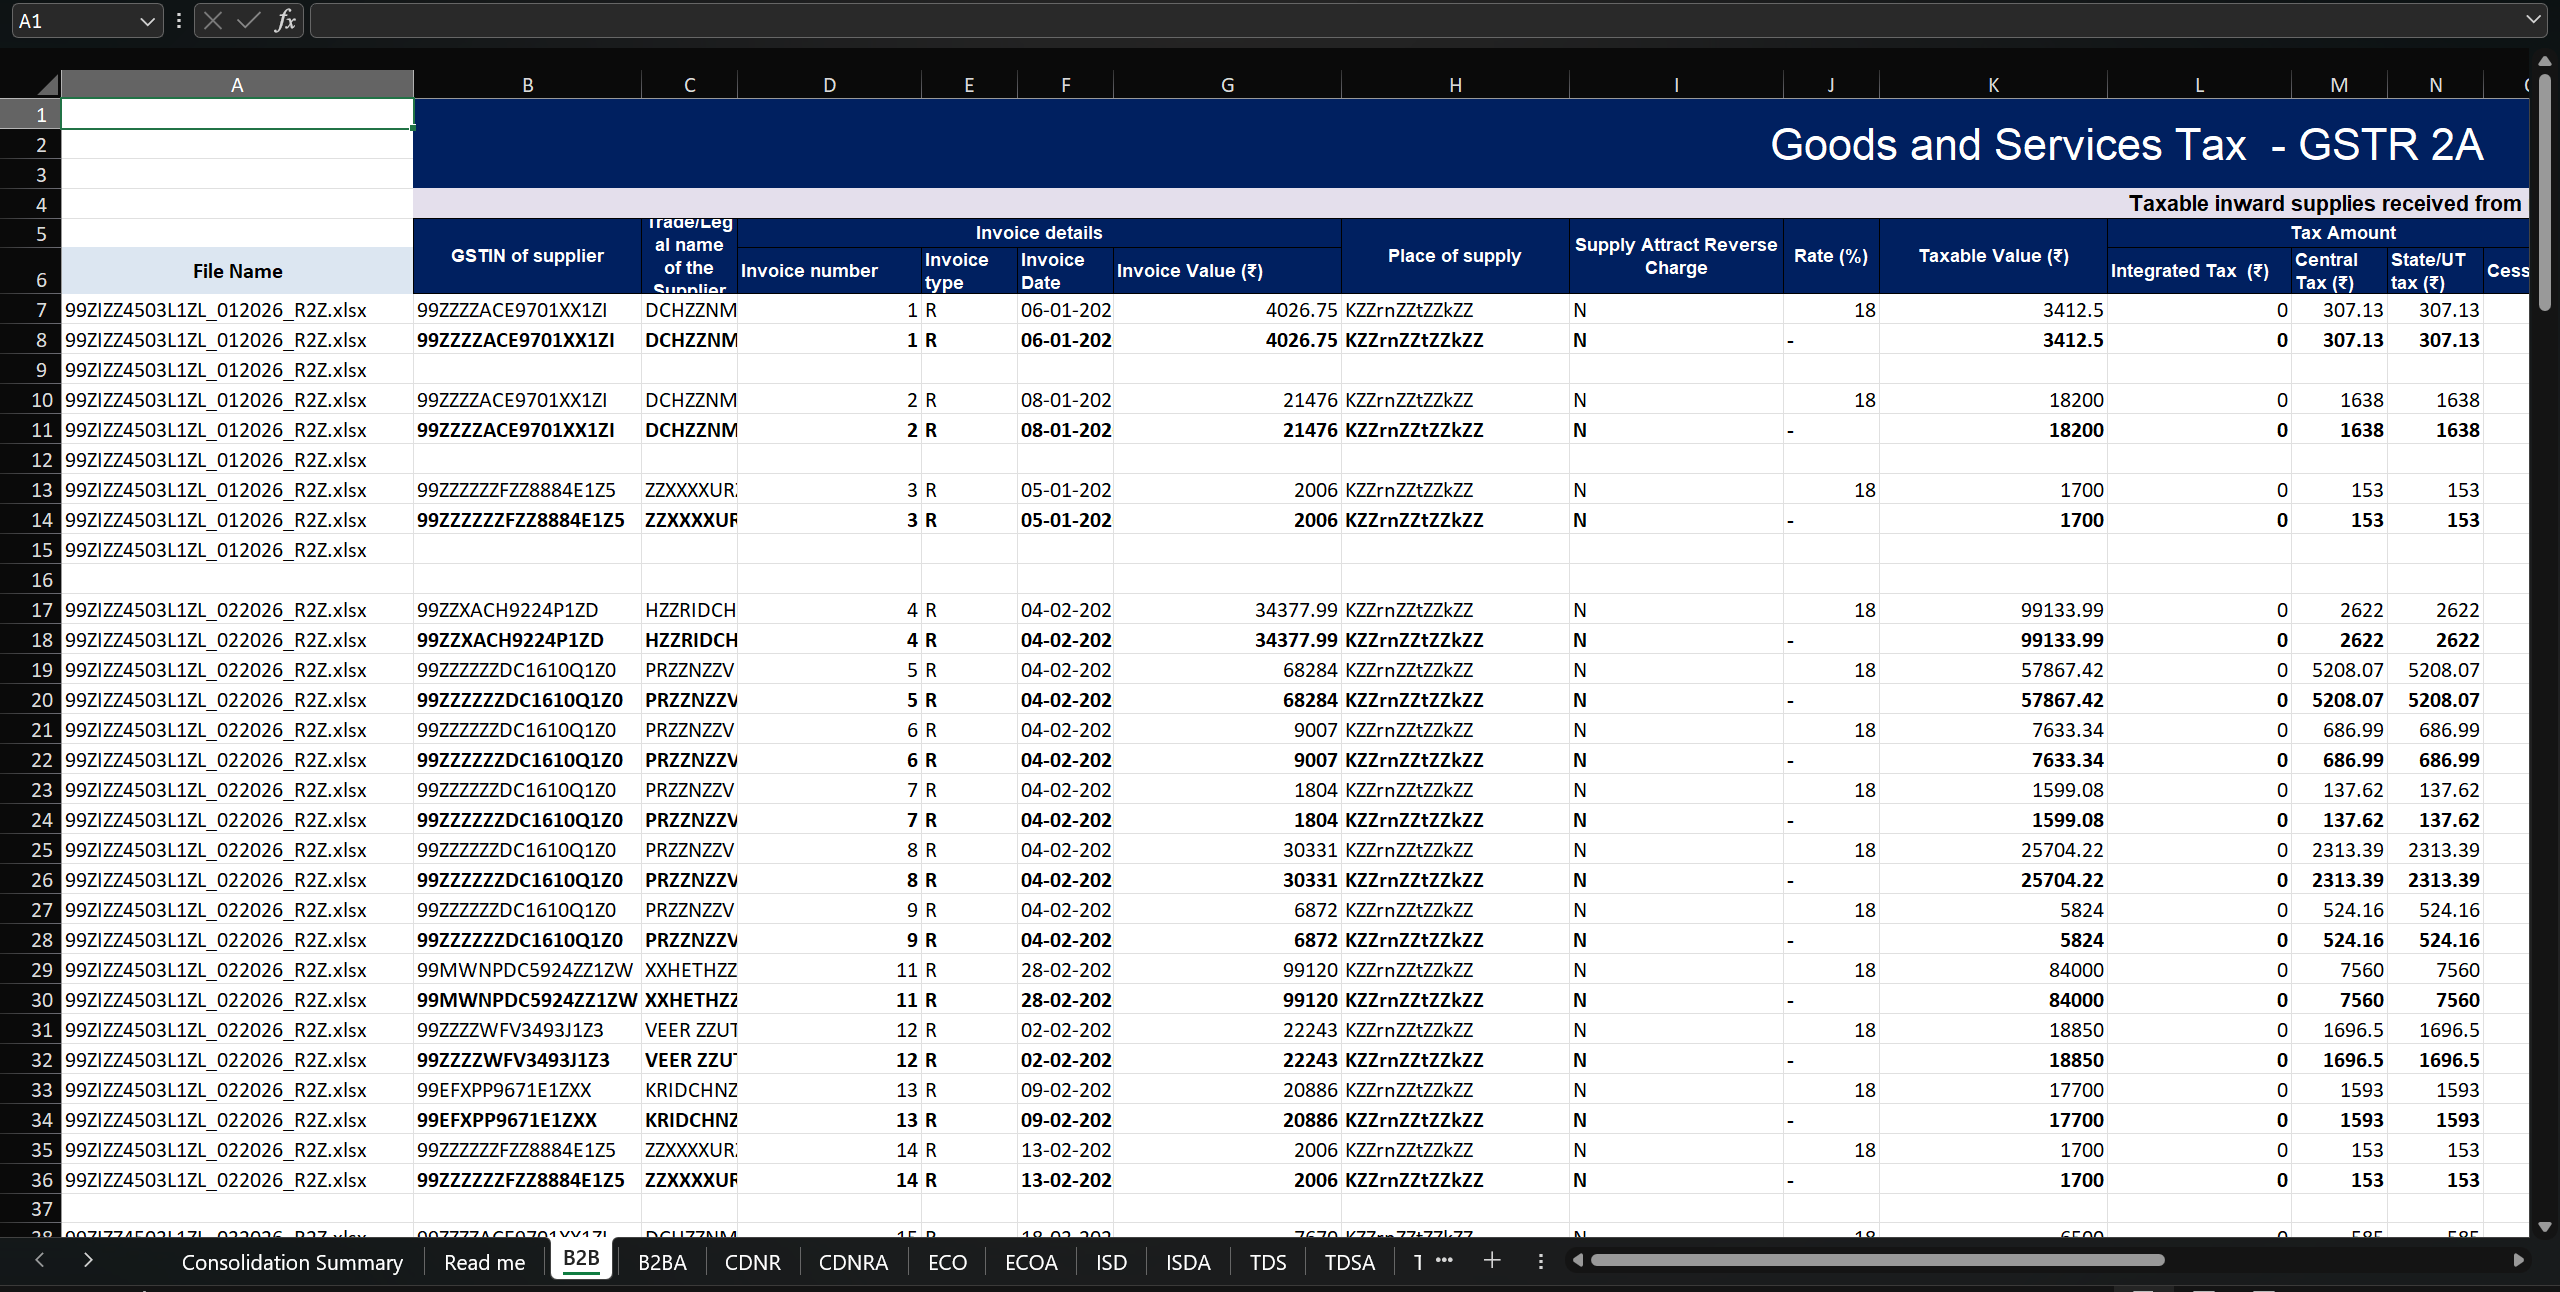 A1
fx
A B C D E F G H I J K L M N
1
2 Goods and Services Tax - GSTR 2A
3
4 Taxable inward supplies received from
5 GSTIN of supplier Trade/Legal name of the Supplier Invoice details Place of supply Supply Attract Reverse Charge Rate (%) Taxable Value (₹) Tax Amount
6 File Name Invoice number Invoice type Invoice Date Invoice Value (₹) Integrated Tax (₹) Central Tax (₹) State/UT tax (₹) Cess
7 99ZIZZ4503L1ZL_012026_R2Z.xlsx 99ZZZZACE9701XX1ZI DCHZZNM 1 R 06-01-202 4026.75 KZZrnZZtZZkZZ N 18 3412.5 0 307.13 307.13
8 99ZIZZ4503L1ZL_012026_R2Z.xlsx 99ZZZZACE9701XX1ZI DCHZZNM 1 R 06-01-202 4026.75 KZZrnZZtZZkZZ N - 3412.5 0 307.13 307.13
9 99ZIZZ4503L1ZL_012026_R2Z.xlsx
10 99ZIZZ4503L1ZL_012026_R2Z.xlsx 99ZZZZACE9701XX1ZI DCHZZNM 2 R 08-01-202 21476 KZZrnZZtZZkZZ N 18 18200 0 1638 1638
11 99ZIZZ4503L1ZL_012026_R2Z.xlsx 99ZZZZACE9701XX1ZI DCHZZNM 2 R 08-01-202 21476 KZZrnZZtZZkZZ N - 18200 0 1638 1638
12 99ZIZZ4503L1ZL_012026_R2Z.xlsx
13 99ZIZZ4503L1ZL_012026_R2Z.xlsx 99ZZZZZZFZZ8884E1Z5 ZZXXXXUR 3 R 05-01-202 2006 KZZrnZZtZZkZZ N 18 1700 0 153 153
14 99ZIZZ4503L1ZL_012026_R2Z.xlsx 99ZZZZZZFZZ8884E1Z5 ZZXXXXUR 3 R 05-01-202 2006 KZZrnZZtZZkZZ N - 1700 0 153 153
15 99ZIZZ4503L1ZL_012026_R2Z.xlsx
16
17 99ZIZZ4503L1ZL_022026_R2Z.xlsx 99ZZXACH9224P1ZD HZZRIDCH 4 R 04-02-202 34377.99 KZZrnZZtZZkZZ N 18 99133.99 0 2622 2622
18 99ZIZZ4503L1ZL_022026_R2Z.xlsx 99ZZXACH9224P1ZD HZZRIDCH 4 R 04-02-202 34377.99 KZZrnZZtZZkZZ N - 99133.99 0 2622 2622
19 99ZIZZ4503L1ZL_022026_R2Z.xlsx 99ZZZZZZDC1610Q1Z0 PRZZNZZV 5 R 04-02-202 68284 KZZrnZZtZZkZZ N 18 57867.42 0 5208.07 5208.07
20 99ZIZZ4503L1ZL_022026_R2Z.xlsx 99ZZZZZZDC1610Q1Z0 PRZZNZZV 5 R 04-02-202 68284 KZZrnZZtZZkZZ N - 57867.42 0 5208.07 5208.07
21 99ZIZZ4503L1ZL_022026_R2Z.xlsx 99ZZZZZZDC1610Q1Z0 PRZZNZZV 6 R 04-02-202 9007 KZZrnZZtZZkZZ N 18 7633.34 0 686.99 686.99
22 99ZIZZ4503L1ZL_022026_R2Z.xlsx 99ZZZZZZDC1610Q1Z0 PRZZNZZV 6 R 04-02-202 9007 KZZrnZZtZZkZZ N - 7633.34 0 686.99 686.99
23 99ZIZZ4503L1ZL_022026_R2Z.xlsx 99ZZZZZZDC1610Q1Z0 PRZZNZZV 7 R 04-02-202 1804 KZZrnZZtZZkZZ N 18 1599.08 0 137.62 137.62
24 99ZIZZ4503L1ZL_022026_R2Z.xlsx 99ZZZZZZDC1610Q1Z0 PRZZNZZV 7 R 04-02-202 1804 KZZrnZZtZZkZZ N - 1599.08 0 137.62 137.62
25 99ZIZZ4503L1ZL_022026_R2Z.xlsx 99ZZZZZZDC1610Q1Z0 PRZZNZZV 8 R 04-02-202 30331 KZZrnZZtZZkZZ N 18 25704.22 0 2313.39 2313.39
26 99ZIZZ4503L1ZL_022026_R2Z.xlsx 99ZZZZZZDC1610Q1Z0 PRZZNZZV 8 R 04-02-202 30331 KZZrnZZtZZkZZ N - 25704.22 0 2313.39 2313.39
27 99ZIZZ4503L1ZL_022026_R2Z.xlsx 99ZZZZZZDC1610Q1Z0 PRZZNZZV 9 R 04-02-202 6872 KZZrnZZtZZkZZ N 18 5824 0 524.16 524.16
28 99ZIZZ4503L1ZL_022026_R2Z.xlsx 99ZZZZZZDC1610Q1Z0 PRZZNZZV 9 R 04-02-202 6872 KZZrnZZtZZkZZ N - 5824 0 524.16 524.16
29 99ZIZZ4503L1ZL_022026_R2Z.xlsx 99MWNPDC5924ZZ1ZW XXHETHZZ 11 R 28-02-202 99120 KZZrnZZtZZkZZ N 18 84000 0 7560 7560
30 99ZIZZ4503L1ZL_022026_R2Z.xlsx 99MWNPDC5924ZZ1ZW XXHETHZZ 11 R 28-02-202 99120 KZZrnZZtZZkZZ N - 84000 0 7560 7560
31 99ZIZZ4503L1ZL_022026_R2Z.xlsx 99ZZZZWFV3493J1Z3 VEER ZZUT 12 R 02-02-202 22243 KZZrnZZtZZkZZ N 18 18850 0 1696.5 1696.5
32 99ZIZZ4503L1ZL_022026_R2Z.xlsx 99ZZZZWFV3493J1Z3 VEER ZZUT 12 R 02-02-202 22243 KZZrnZZtZZkZZ N - 18850 0 1696.5 1696.5
33 99ZIZZ4503L1ZL_022026_R2Z.xlsx 99EFXPP9671E1ZXX KRIDCHNZ 13 R 09-02-202 20886 KZZrnZZtZZkZZ N 18 17700 0 1593 1593
34 99ZIZZ4503L1ZL_022026_R2Z.xlsx 99EFXPP9671E1ZXX KRIDCHNZ 13 R 09-02-202 20886 KZZrnZZtZZkZZ N - 17700 0 1593 1593
35 99ZIZZ4503L1ZL_022026_R2Z.xlsx 99ZZZZZZFZZ8884E1Z5 ZZXXXXUR 14 R 13-02-202 2006 KZZrnZZtZZkZZ N 18 1700 0 153 153
36 99ZIZZ4503L1ZL_022026_R2Z.xlsx 99ZZZZZZFZZ8884E1Z5 ZZXXXXUR 14 R 13-02-202 2006 KZZrnZZtZZkZZ N - 1700 0 153 153
37
Consolidation Summary Read me B2B B2BA CDNR CDNRA ECO ECOA ISD ISDA TDS TDSA